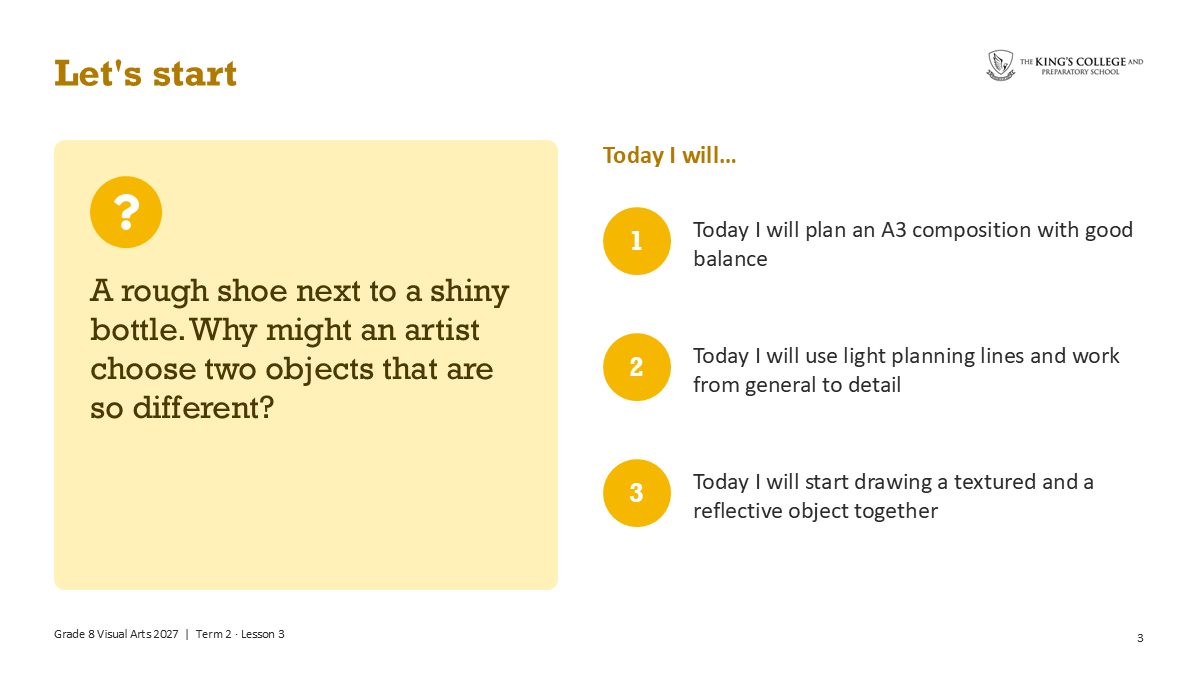 Let's start
THE KING'S COLLEGE AND
PREPARATORY SCHOOL
?
A rough shoe next to a shiny
bottle. Why might an artist
choose two objects that are
so different?
Today I will...
1
Today I will plan an A3 composition with good
balance
2
Today I will use light planning lines and work
from general to detail
3
Today I will start drawing a textured and a
reflective object together
Grade 8 Visual Arts 2027 | Term 2 · Lesson 3
3